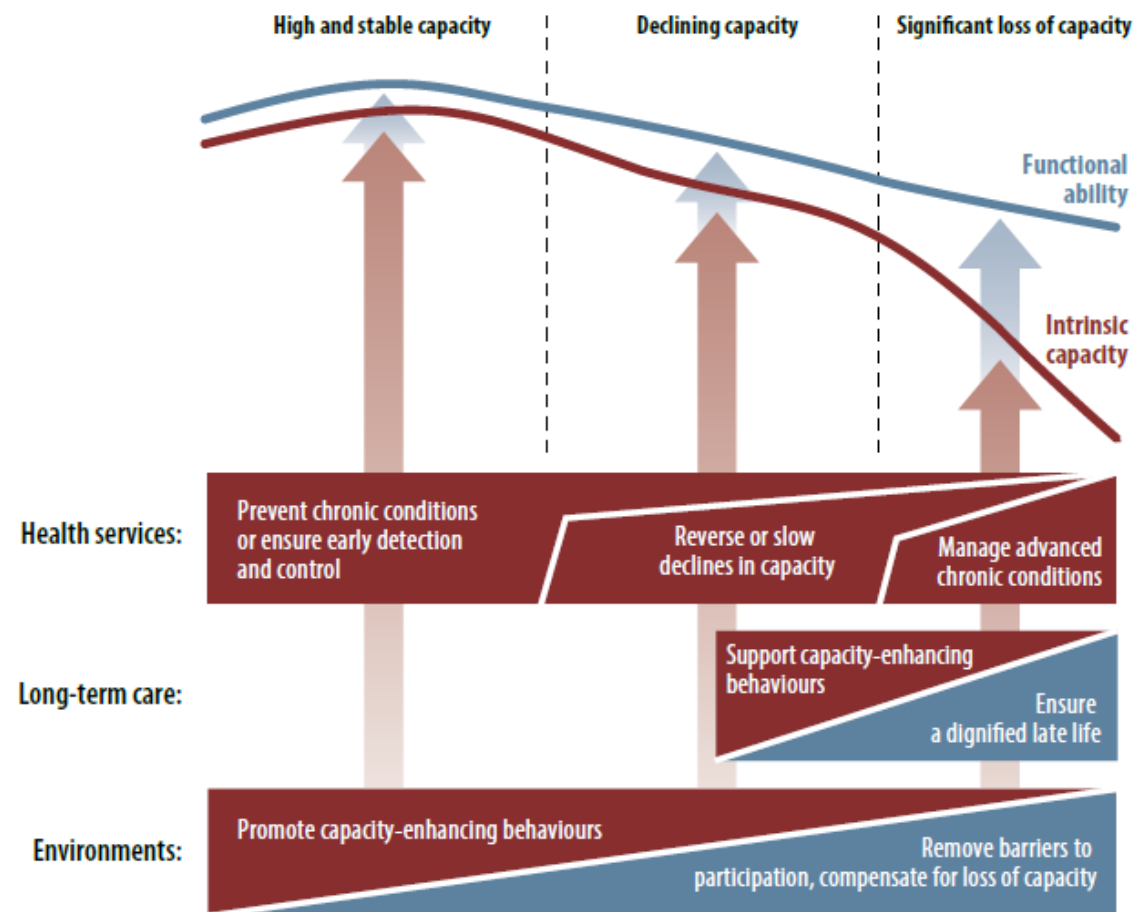 High and stable capacity
Declining capacity
Significant loss of capacity
Functional
ability
Intrinsic
capacity
Health services:
Prevent chronic conditions
or ensure early detection
and control
Reverse or slow
declines in capacity
Manage advanced
chronic conditions
Long-term care:
Support capacity-enhancing
behaviours
Ensure
a dignified late life
Environments:
Promote capacity-enhancing behaviours
Remove barriers to
participation, compensate for loss of capacity